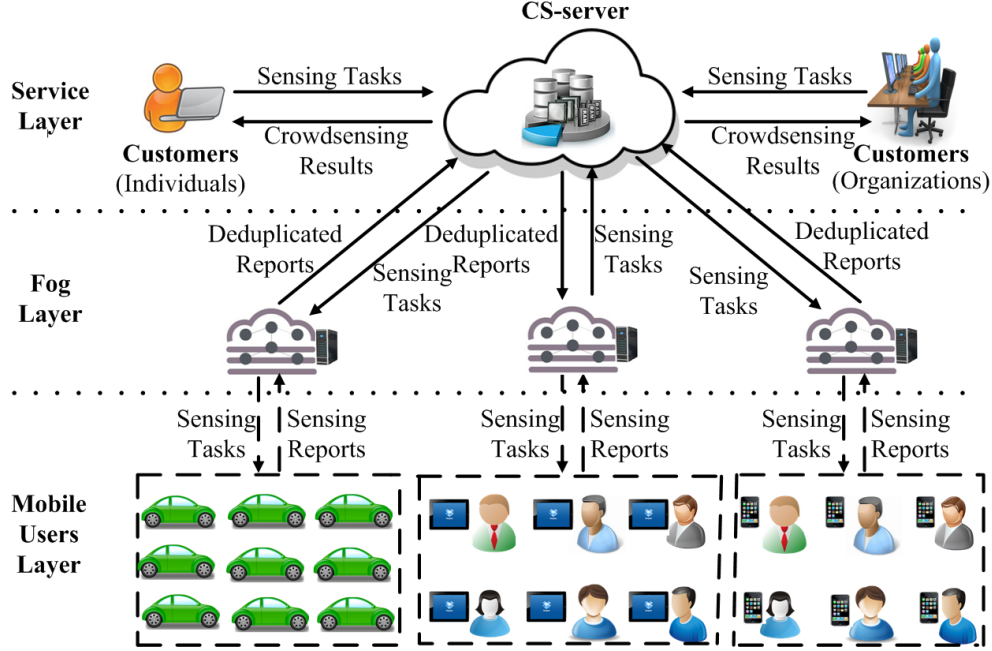 CS-server
Service
Layer
Sensing Tasks
Crowdsensing
Results
Customers
(Individuals)
Sensing Tasks
Crowdsensing
Results
Customers
(Organizations)
Fog
Layer
Deduplicated
Reports
Sensing
Tasks
Deduplicated
Reports
Sensing
Tasks
Sensing
Tasks
Deduplicated
Reports
Sensing
Tasks
Sensing
Reports
Sensing
Tasks
Sensing
Reports
Sensing
Tasks
Sensing
Reports
Mobile
Users
Layer